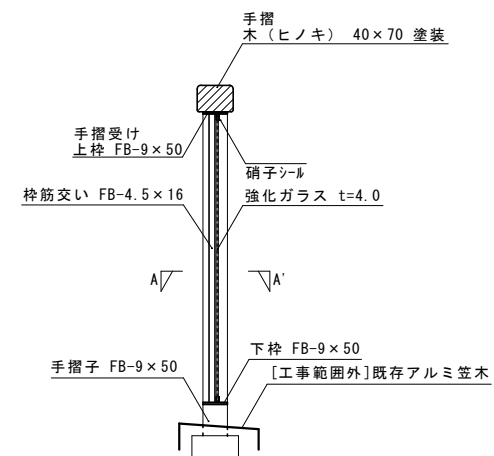 手摺
木（ヒノキ） 40×70 塗装
手摺受け
上枠 FB-9×50
硝子シール
枠筋交い FB-4.5×16
強化ガラス t=4.0
A
A'
下枠 FB-9×50
手摺子 FB-9×50
[工事範囲外]既存アルミ笠木